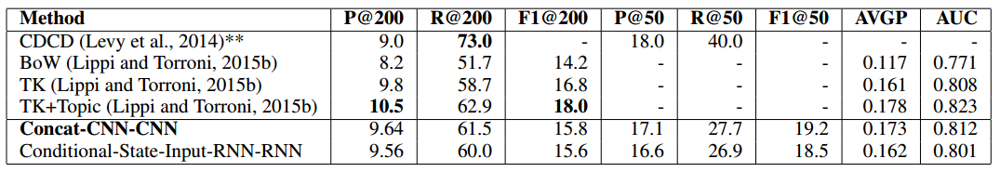 Method P@200 R@200 F1@200 P@50 R@50 F1@50 AVGP AUC
CDCD (Levy et al., 2014)** 9.0 73.0 - 18.0 40.0 - - -
BoW (Lippi and Torroni, 2015b) 8.2 51.7 14.2 - - - 0.117 0.771
TK (Lippi and Torroni, 2015b) 9.8 58.7 16.8 - - - 0.161 0.808
TK+Topic (Lippi and Torroni, 2015b) 10.5 62.9 18.0 - - - 0.178 0.823
Concat-CNN-CNN 9.64 61.5 15.8 17.1 27.7 19.2 0.173 0.812
Conditional-State-Input-RNN-RNN 9.56 60.0 15.6 16.6 26.9 18.5 0.162 0.801